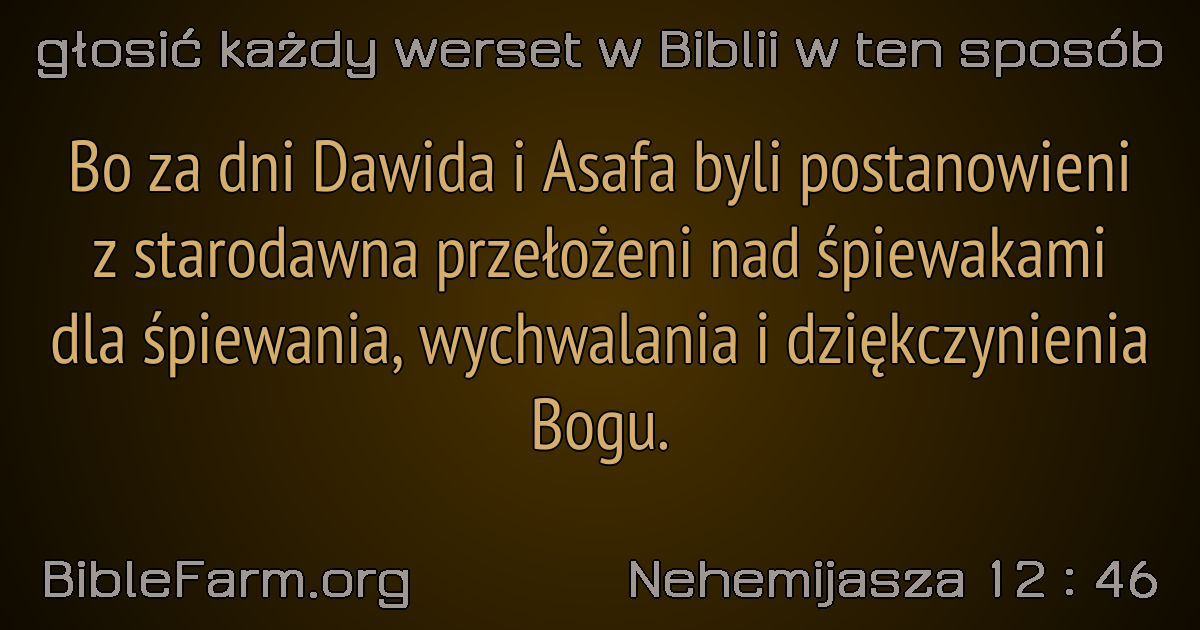 głosić każdy werset w Biblii w ten sposób
Bo za dni Dawida i Asafa byli postanowieni
z starodawna przełożeni nad śpiewakami
dla śpiewania, wychwalania i dziękczynienia
Bogu.
BibleFarm.org
Nehemijasza 12 : 46